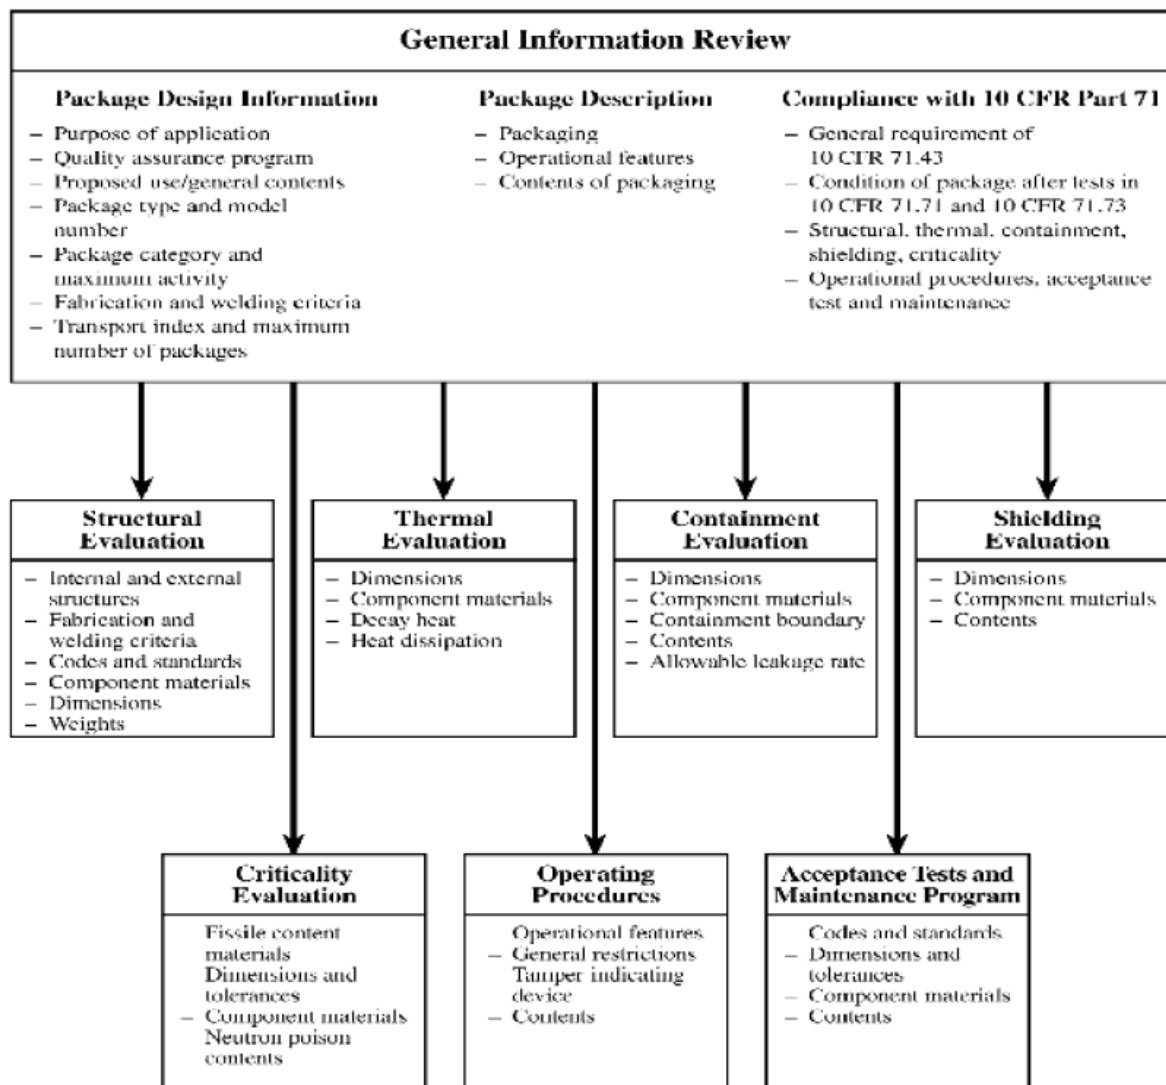 General Information Review
Package Design Information
– Purpose of application
– Quality assurance program
– Proposed use/general contents
– Package type and model
number
– Package category and
maximum activity
– Fabrication and welding criteria
– Transport index and maximum
number of packages
Package Description
– Packaging
– Operational features
– Contents of packaging
Compliance with 10 CFR Part 71
– General requirement of
10 CFR 71.43
– Condition of package after tests in
10 CFR 71.71 and 10 CFR 71.73
– Structural, thermal, containment,
shielding, criticality
– Operational procedures, acceptance
test and maintenance
Structural
Evaluation
– Internal and external
structures
– Fabrication and
welding criteria
– Codes and standards
– Component materials
– Dimensions
– Weights
Thermal
Evaluation
– Dimensions
– Component materials
– Decay heat
– Heat dissipation
Containment
Evaluation
– Dimensions
– Component materials
– Containment boundary
– Contents
– Allowable leakage rate
Shielding
Evaluation
– Dimensions
– Component materials
– Contents
Criticality
Evaluation
Fissile content
materials
Dimensions and
tolerances
– Component materials
Neutron poison
contents
Operating
Procedures
Operational features
– General restrictions
Tamper indicating
device
– Contents
Acceptance Tests and
Maintenance Program
Codes and standards
– Dimensions and
tolerances
– Component materials
– Contents